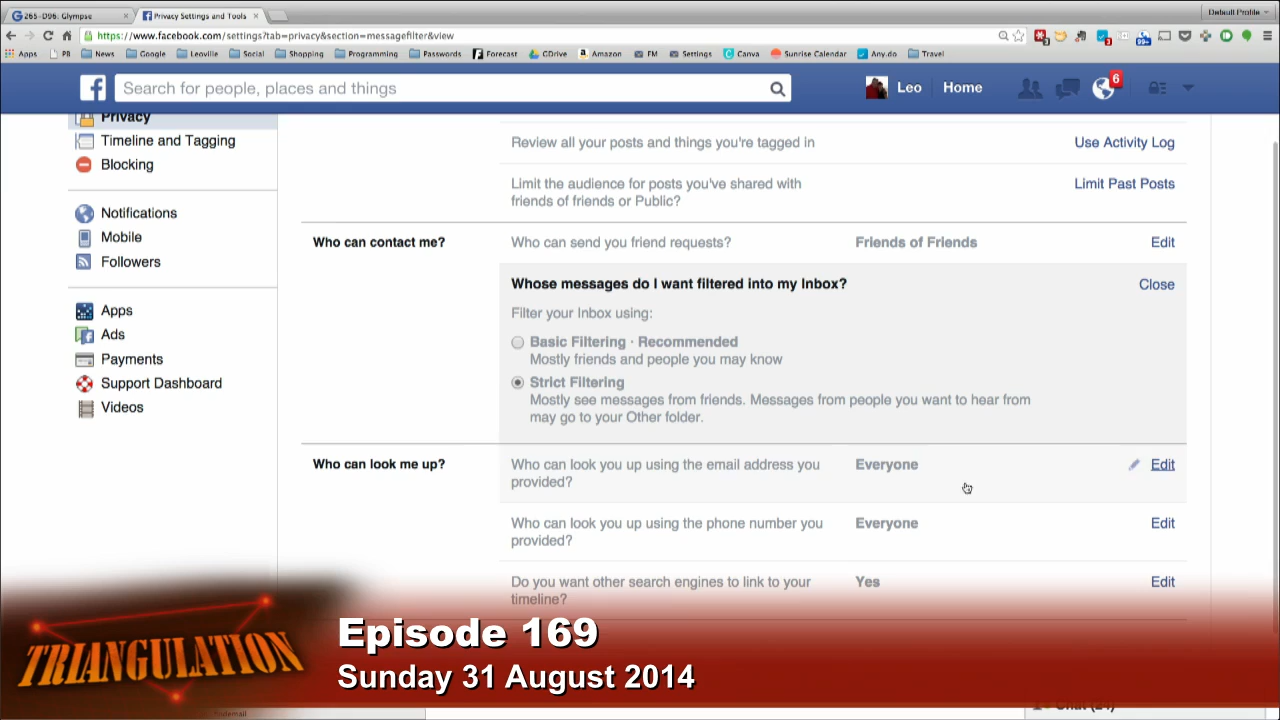 265-D96: Glympse
Privacy Settings and Tools
Default Profile
https://www.facebook.com/settings?tab=privacy&section=messagefilter&view
Apps PB News Google Leoville Social Shopping Programming Passwords Forecast GDrive Amazon FM Settings Canva Sunrise Calendar Any.do Travel
Search for people, places and things
Leo Home 6
Privacy
Timeline and Tagging
Blocking
Notifications
Mobile
Followers
Apps
Ads
Payments
Support Dashboard
Videos
Review all your posts and things you're tagged in Use Activity Log
Limit the audience for posts you've shared with Limit Past Posts
friends of friends or Public?
Who can contact me? Who can send you friend requests? Friends of Friends Edit
Whose messages do I want filtered into my Inbox? Close
Filter your Inbox using:
Basic Filtering · Recommended
Mostly friends and people you may know
Strict Filtering
Mostly see messages from friends. Messages from people you want to hear from
may go to your Other folder.
Who can look me up? Who can look you up using the email address you Everyone Edit
provided?
Who can look you up using the phone number you Everyone Edit
provided?
Do you want other search engines to link to your Yes Edit
timeline?
TRIANGULATION
Episode 169
Sunday 31 August 2014